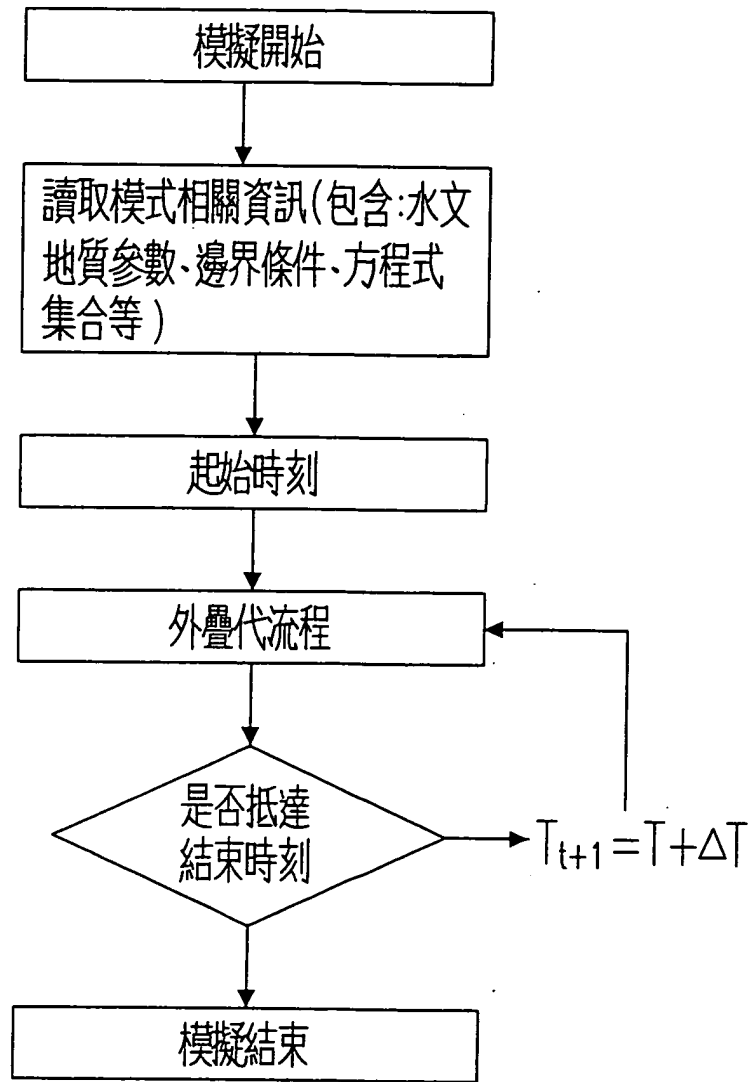 模擬開始
讀取模式相關資訊(包含:水文
地質參數、邊界條件、方程式
集合等)
起始時刻
外疊代流程
是否抵達
結束時刻
T_{t+1}=T+ΔT
模擬結束